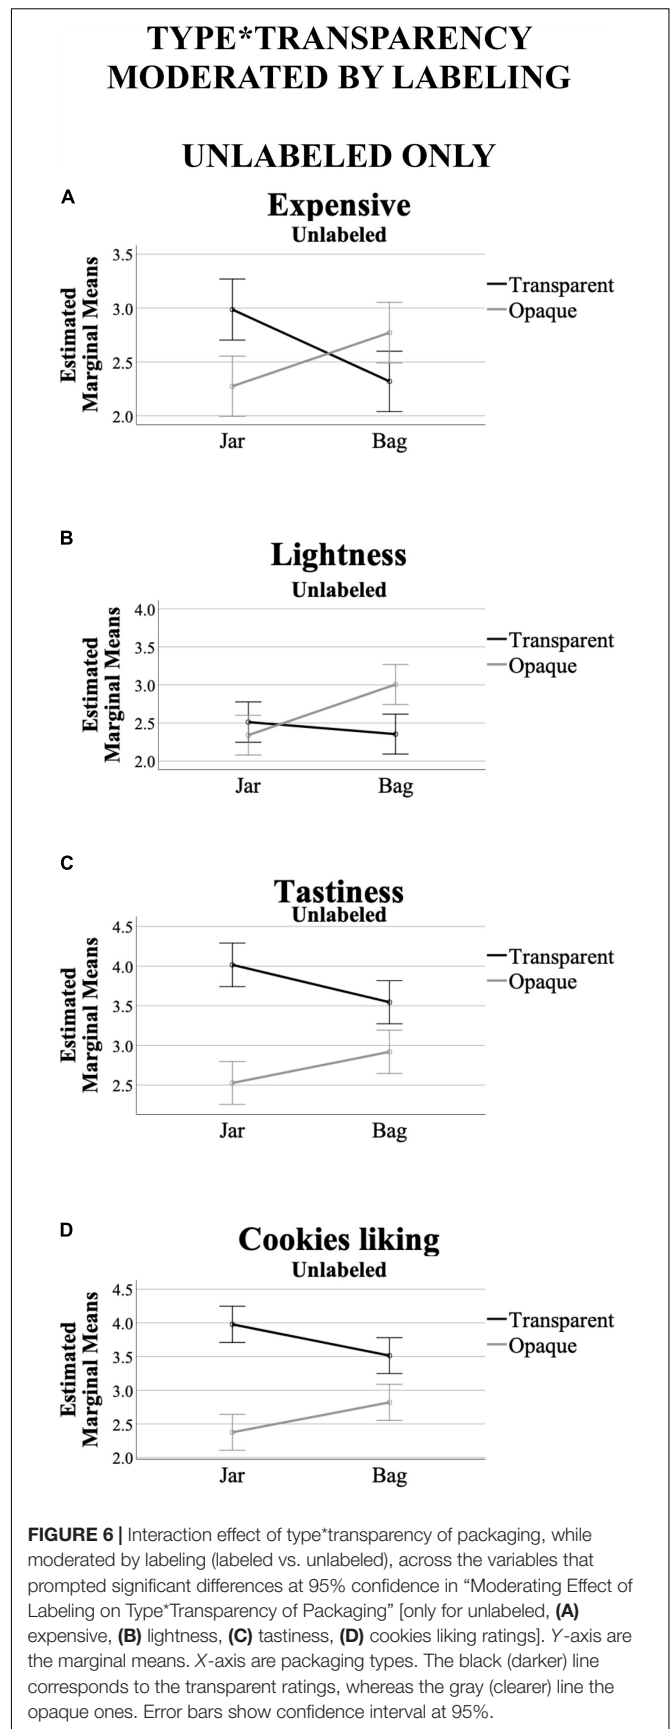 TYPE*TRANSPARENCY
MODERATED BY LABELING
UNLABELED ONLY
A
Expensive
Unlabeled
Estimated
Marginal Means
3.5
3.0
2.5
2.0
Transparent
Opaque
Jar
Bag
B
Lightness
Unlabeled
Estimated
Marginal Means
4.0
3.5
3.0
2.5
2.0
Transparent
Opaque
Jar
Bag
C
Tastiness
Unlabeled
Estimated
Marginal Means
4.5
4.0
3.5
3.0
2.5
Transparent
Opaque
Jar
Bag
D
Cookies liking
Unlabeled
Estimated
Marginal Means
4.5
4.0
3.5
3.0
2.5
2.0
Transparent
Opaque
Jar
Bag
FIGURE 6 | Interaction effect of type*transparency of packaging, while
moderated by labeling (labeled vs. unlabeled), across the variables that
prompted significant differences at 95% confidence in “Moderating Effect of
Labeling on Type*Transparency of Packaging” [only for unlabeled, (A)
expensive, (B) lightness, (C) tastiness, (D) cookies liking ratings]. Y-axis are
the marginal means. X-axis are packaging types. The black (darker) line
corresponds to the transparent ratings, whereas the gray (clearer) line the
opaque ones. Error bars show confidence interval at 95%.